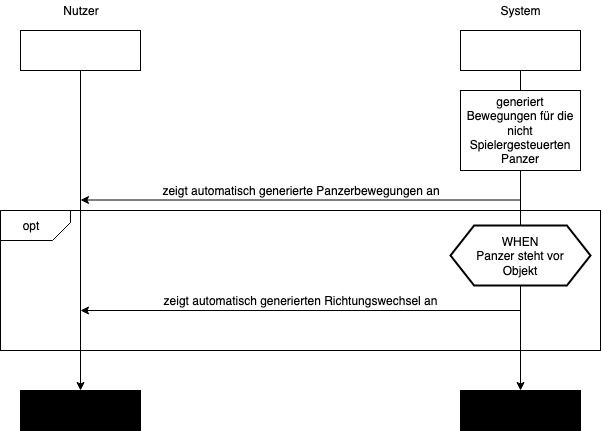 Nutzer
System
generiert
Bewegungen für die
nicht
Spielergesteuerten
Panzer
zeigt automatisch generierte Panzerbewegungen an
opt
WHEN
Panzer steht vor
Objekt
zeigt automatisch generierten Richtungswechsel an